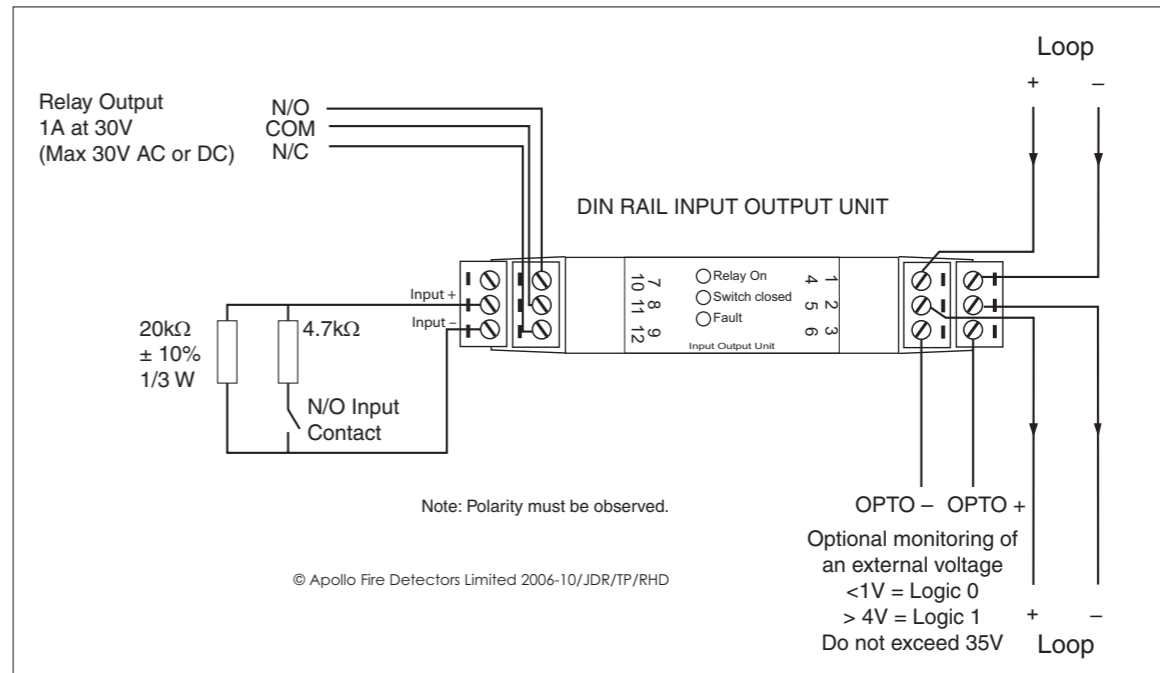 Loop
+ –
Relay Output
1A at 30V
(Max 30V AC or DC)
N/O
COM
N/C
DIN RAIL INPUT OUTPUT UNIT
Input +
Input –
20kΩ
± 10%
1/3 W
4.7kΩ
N/O Input
Contact
7 10
8 11
9 12
Relay On
Switch closed
Fault
Input Output Unit
1 4
2 5
3 6
OPTO – OPTO +
Optional monitoring of
an external voltage
<1V = Logic 0
> 4V = Logic 1
Do not exceed 35V
+ –
Loop
Note: Polarity must be observed.
© Apollo Fire Detectors Limited 2006-10/JDR/TP/RHD